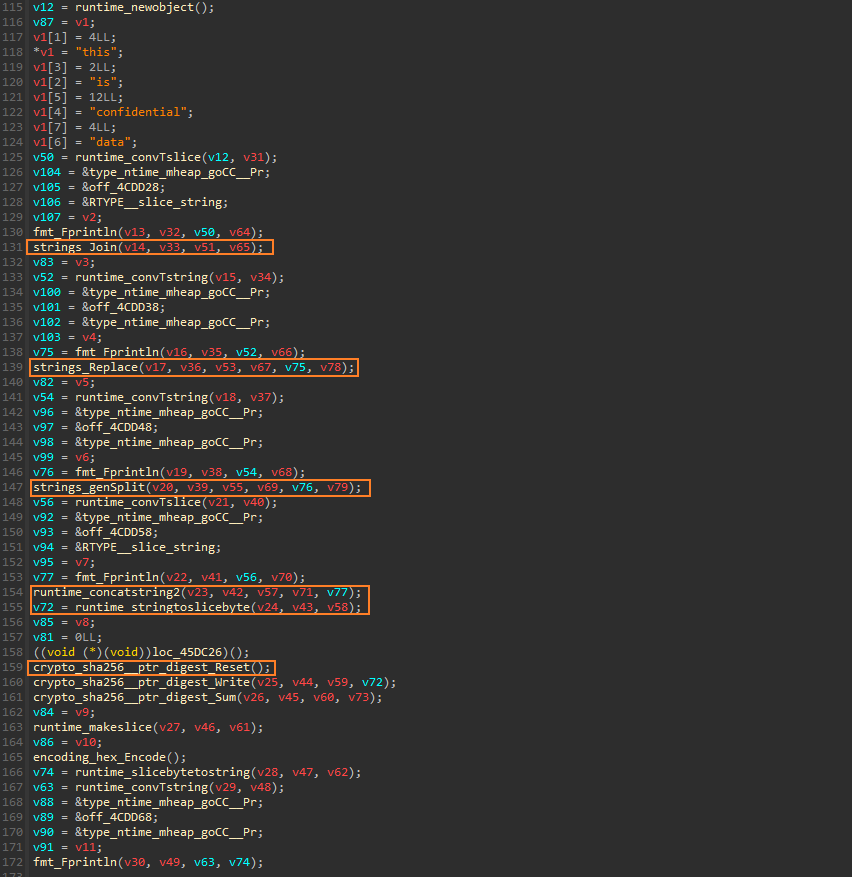 115 v12 = runtime_newobject();
116 v87 = v1;
117 v1[1] = 4LL;
118 *v1 = "this";
119 v1[3] = 2LL;
120 v1[2] = "is";
121 v1[5] = 12LL;
122 v1[4] = "confidential";
123 v1[7] = 4LL;
124 v1[6] = "data";
125 v50 = runtime_convTslice(v12, v31);
126 v104 = &type_ntime_mheap_goCC__Pr;
127 v105 = &off_4CDD28;
128 v106 = &RTYPE__slice_string;
129 v107 = v2;
130 fmt_Fprintln(v13, v32, v50, v64);
131 strings_Join(v14, v33, v51, v65);
132 v83 = v3;
133 v52 = runtime_convTstring(v15, v34);
134 v100 = &type_ntime_mheap_goCC__Pr;
135 v101 = &off_4CDD38;
136 v102 = &type_ntime_mheap_goCC__Pr;
137 v103 = v4;
138 v75 = fmt_Fprintln(v16, v35, v52, v66);
139 strings_Replace(v17, v36, v53, v67, v75, v78);
140 v82 = v5;
141 v54 = runtime_convTstring(v18, v37);
142 v96 = &type_ntime_mheap_goCC__Pr;
143 v97 = &off_4CDD48;
144 v98 = &type_ntime_mheap_goCC__Pr;
145 v99 = v6;
146 v76 = fmt_Fprintln(v19, v38, v54, v68);
147 strings_genSplit(v20, v39, v55, v69, v76, v79);
148 v56 = runtime_convTslice(v21, v40);
149 v92 = &type_ntime_mheap_goCC__Pr;
150 v93 = &off_4CDD58;
151 v94 = &RTYPE__slice_string;
152 v95 = v7;
153 v77 = fmt_Fprintln(v22, v41, v56, v70);
154 runtime_concatstring2(v23, v42, v57, v71, v77);
155 v72 = runtime_stringtoslicebyte(v24, v43, v58);
156 v85 = v8;
157 v81 = 0LL;
158 ((void (*)(void))loc_45DC26)();
159 crypto_sha256__ptr_digest_Reset();
160 crypto_sha256__ptr_digest_Write(v25, v44, v59, v72);
161 crypto_sha256__ptr_digest_Sum(v26, v45, v60, v73);
162 v84 = v9;
163 runtime_makeslice(v27, v46, v61);
164 v86 = v10;
165 encoding_hex_Encode();
166 v74 = runtime_slicebytetostring(v28, v47, v62);
167 v63 = runtime_convTstring(v29, v48);
168 v88 = &type_ntime_mheap_goCC__Pr;
169 v89 = &off_4CDD68;
170 v90 = &type_ntime_mheap_goCC__Pr;
171 v91 = v11;
172 fmt_Fprintln(v30, v49, v63, v74);